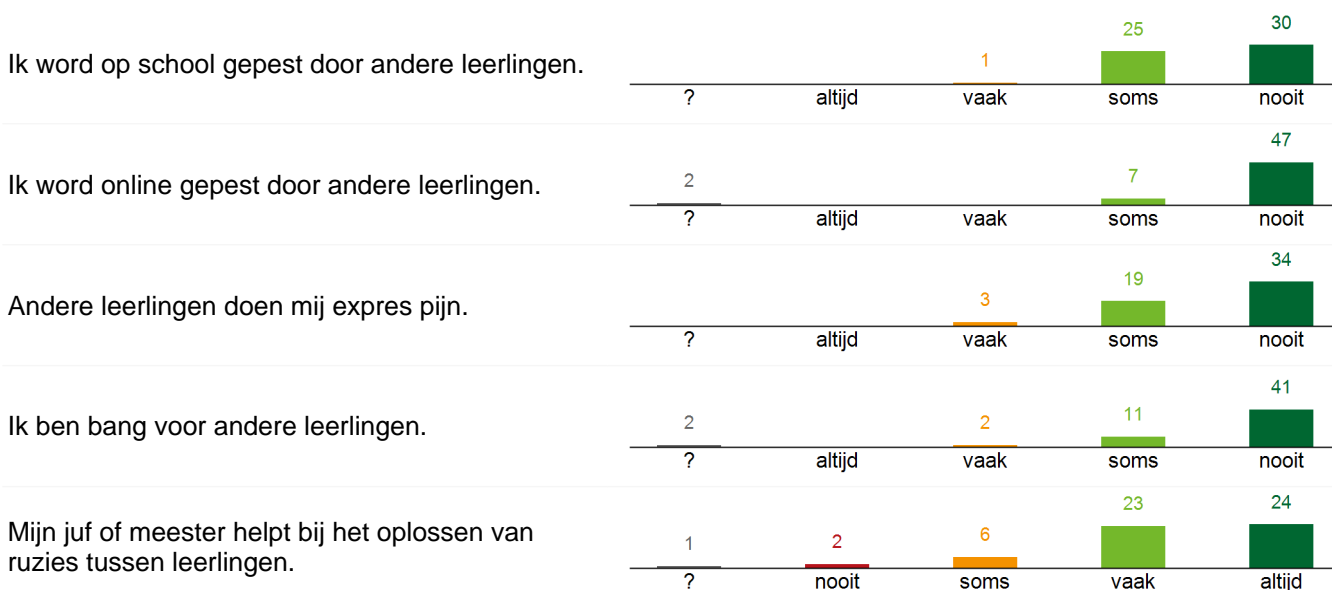 25 30
Ik word op school gepest door andere leerlingen. 1
? altijd vaak soms nooit
47
Ik word online gepest door andere leerlingen. 2 7
? altijd vaak soms nooit
34
19
Andere leerlingen doen mij expres pijn. 3
? altijd vaak soms nooit
41
Ik ben bang voor andere leerlingen. 2 2 11
? altijd vaak soms nooit
23 24
Mijn juf of meester helpt bij het oplossen van 1 2 6
ruzies tussen leerlingen.
? nooit soms vaak altijd